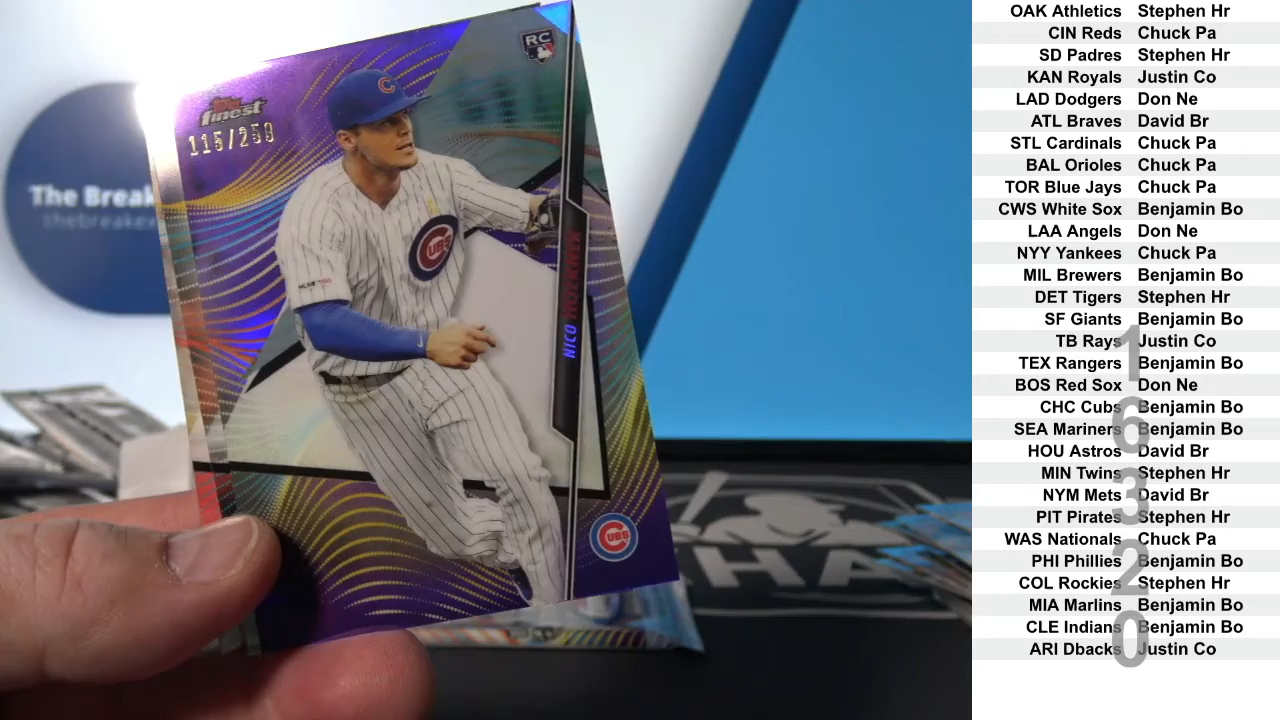 The Break
thebreake
Topps
finest
115/250
RC
CUBS
NICO HOERNER
CUBS
HA
OAK Athletics Stephen Hr
CIN Reds Chuck Pa
SD Padres Stephen Hr
KAN Royals Justin Co
LAD Dodgers Don Ne
ATL Braves David Br
STL Cardinals Chuck Pa
BAL Orioles Chuck Pa
TOR Blue Jays Chuck Pa
CWS White Sox Benjamin Bo
LAA Angels Don Ne
NYY Yankees Chuck Pa
MIL Brewers Benjamin Bo
DET Tigers Stephen Hr
SF Giants Benjamin Bo
TB Rays Justin Co
TEX Rangers Benjamin Bo
BOS Red Sox Don Ne
CHC Cubs Benjamin Bo
SEA Mariners Benjamin Bo
HOU Astros David Br
MIN Twins Stephen Hr
NYM Mets David Br
PIT Pirates Stephen Hr
WAS Nationals Chuck Pa
PHI Phillies Benjamin Bo
COL Rockies Stephen Hr
MIA Marlins Benjamin Bo
CLE Indians Benjamin Bo
ARI Dbacks Justin Co
1
6
3
2
0